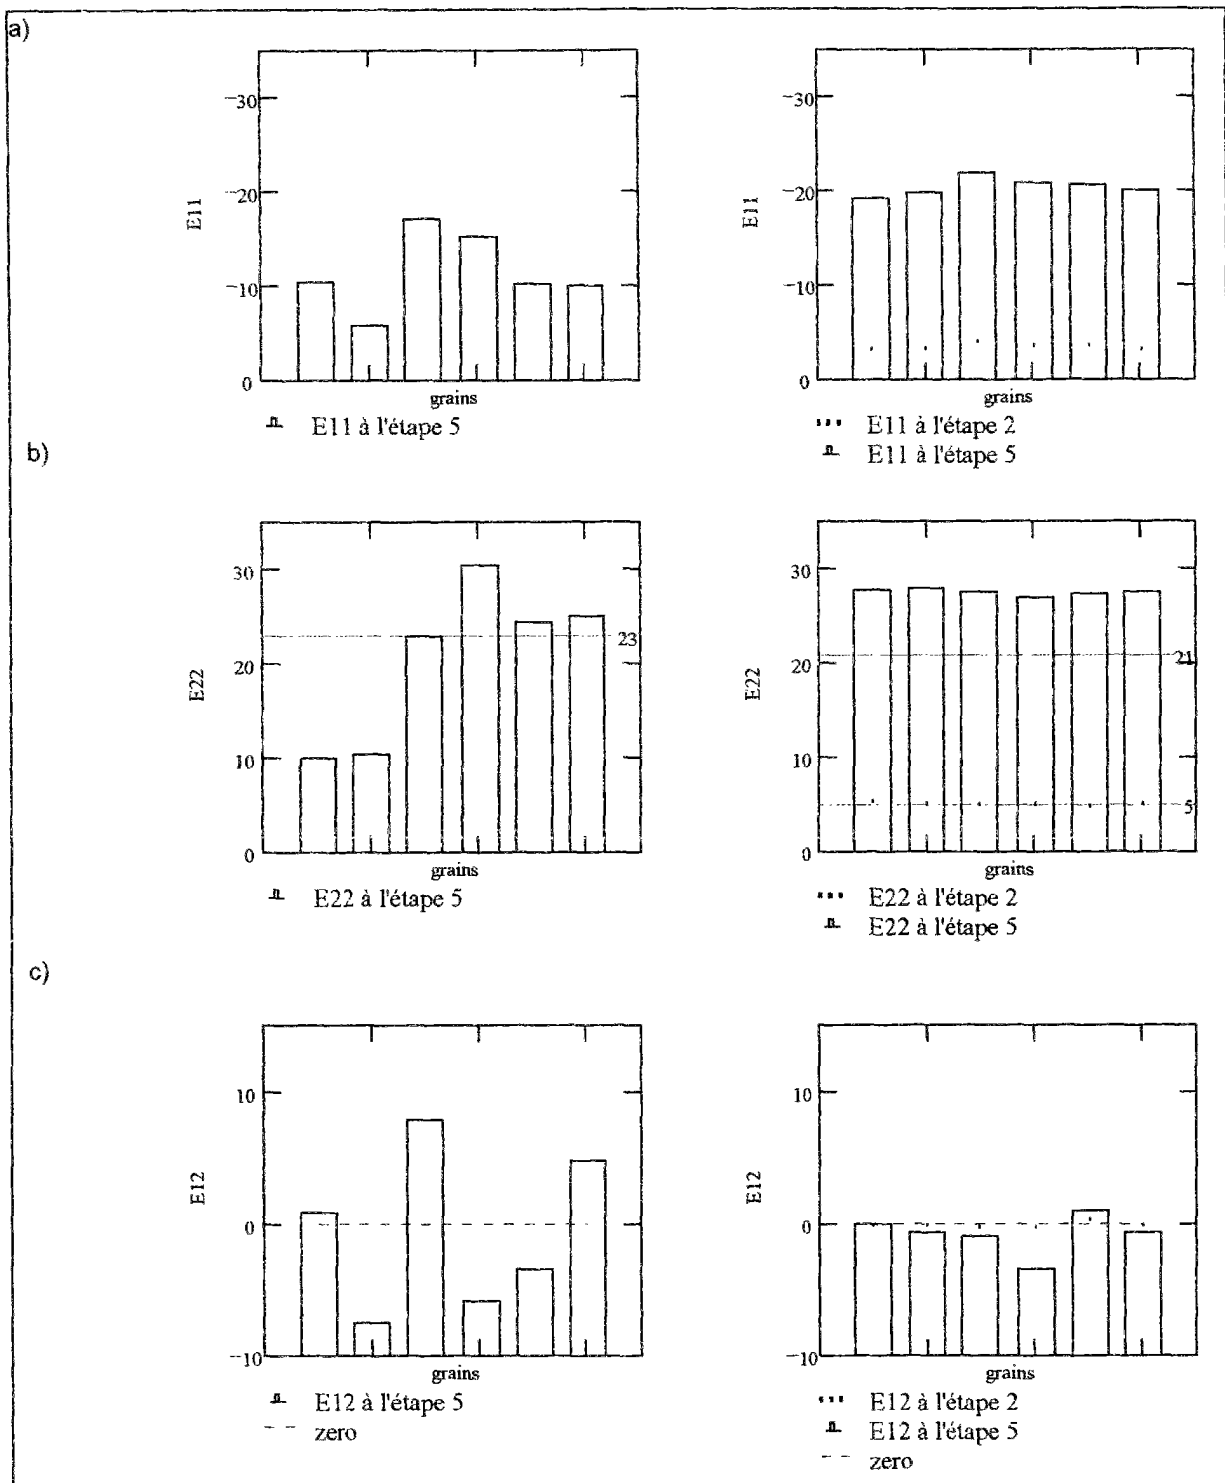 a)
−30
−20
−10
0
E11
grains
E11 à l'étape 5
−30
−20
−10
0
E11
grains
E11 à l'étape 2
E11 à l'étape 5
b)
30
20
10
0
E22
23
grains
E22 à l'étape 5
30
20
10
0
E22
21
5
grains
E22 à l'étape 2
E22 à l'étape 5
c)
10
0
−10
E12
grains
E12 à l'étape 5
zero
10
0
−10
E12
grains
E12 à l'étape 2
E12 à l'étape 5
zero